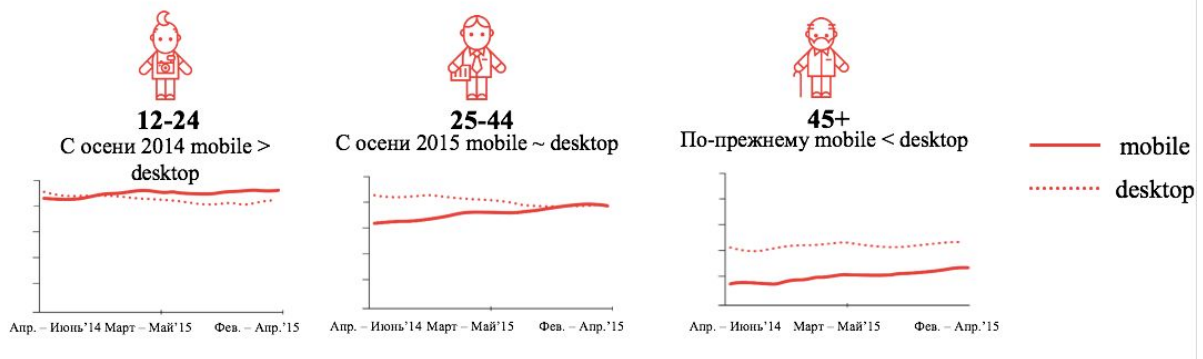 12-24
С осени 2014 mobile >
desktop
25-44
С осени 2015 mobile ~ desktop
45+
По-прежнему mobile < desktop
mobile
desktop
Апр. – Июнь’14 Март – Май’15 Фев. – Апр.’15
Апр. – Июнь’14 Март – Май’15 Фев. – Апр.’15
Апр. – Июнь’14 Март – Май’15 Фев. – Апр.’15